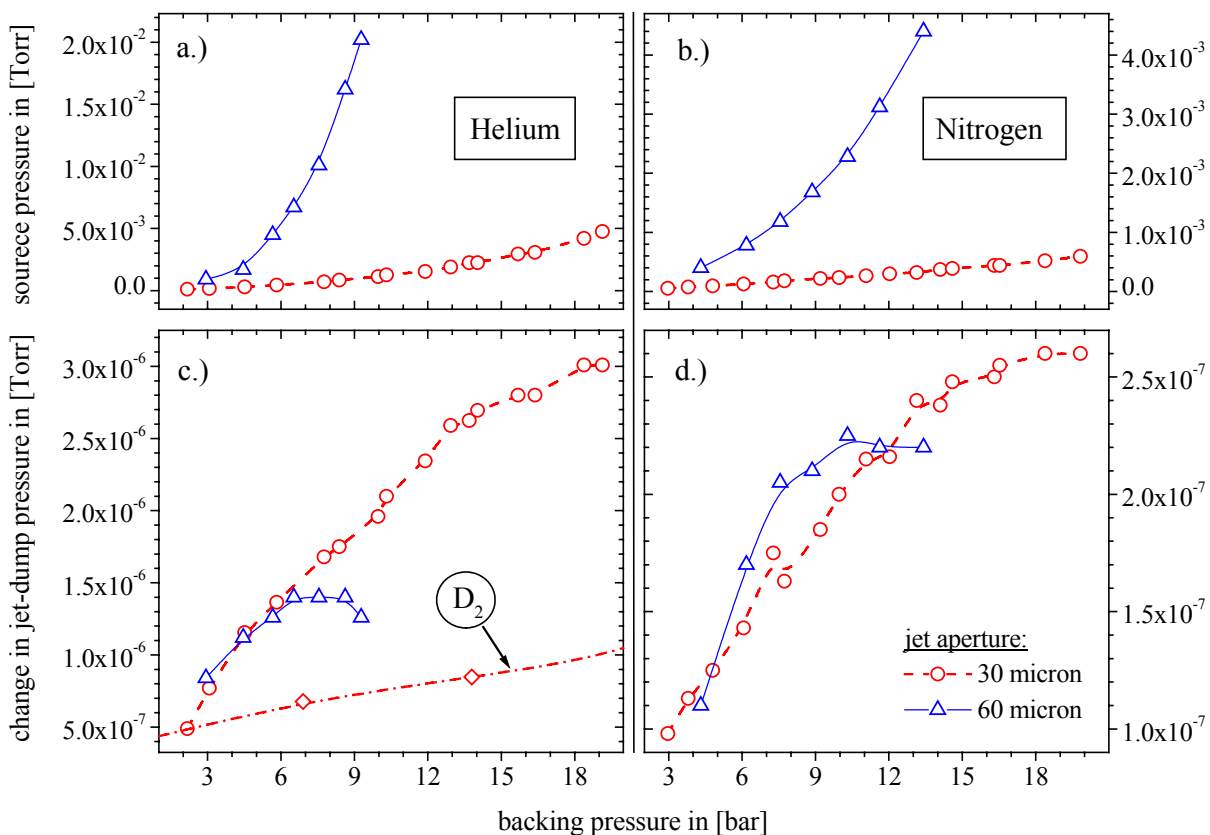 a.)
b.)
Helium
Nitrogen
sourece pressure in [Torr]
2.0x10⁻²
1.5x10⁻²
1.0x10⁻²
5.0x10⁻³
0.0
4.0x10⁻³
3.0x10⁻³
2.0x10⁻³
1.0x10⁻³
0.0
c.)
d.)
change in jet-dump pressure in [Torr]
3.0x10⁻⁶
2.5x10⁻⁶
2.0x10⁻⁶
1.5x10⁻⁶
1.0x10⁻⁶
5.0x10⁻⁷
D₂
2.5x10⁻⁷
2.0x10⁻⁷
1.5x10⁻⁷
1.0x10⁻⁷
jet aperture:
30 micron
60 micron
3 6 9 12 15 18
3 6 9 12 15 18
backing pressure in [bar]